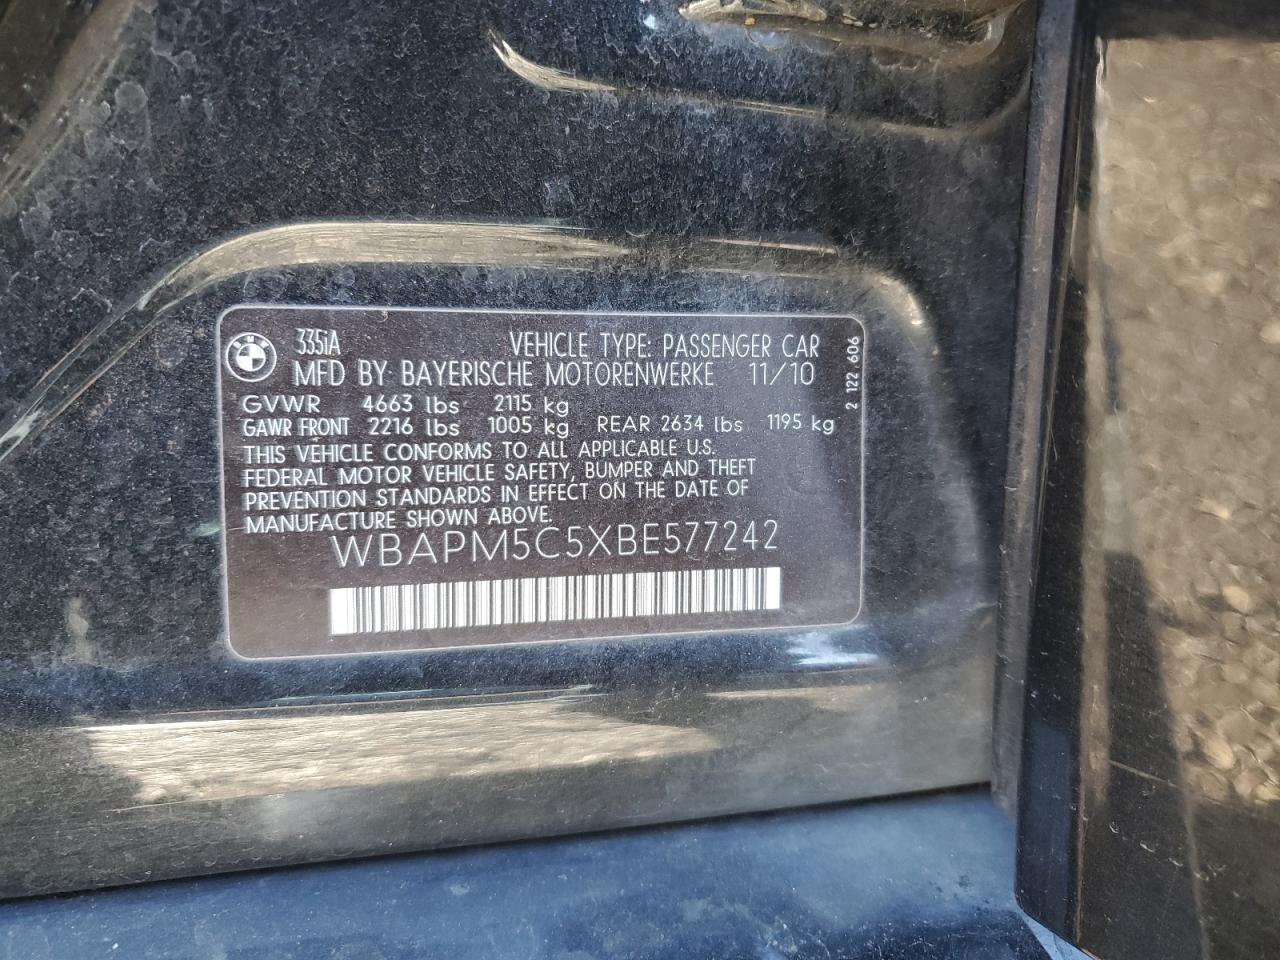 335iA VEHICLE TYPE: PASSENGER CAR
MFD BY BAYERISCHE MOTORENWERKE 11/10
GVWR 4663 lbs 2115 kg
GAWR FRONT 2216 lbs 1005 kg REAR 2634 lbs 1195 kg
THIS VEHICLE CONFORMS TO ALL APPLICABLE U.S.
FEDERAL MOTOR VEHICLE SAFETY, BUMPER AND THEFT
PREVENTION STANDARDS IN EFFECT ON THE DATE OF
MANUFACTURE SHOWN ABOVE.
WBAPM5C5XBE577242
2 122 606